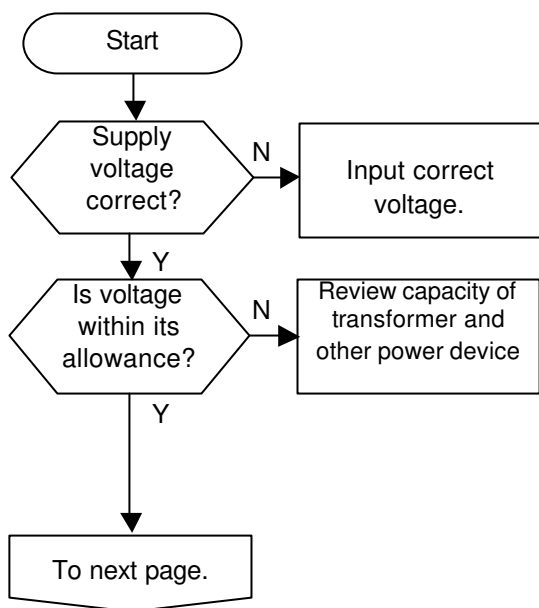 Start
Supply
voltage
correct?
N
Input correct
voltage.
Y
Is voltage
within its
allowance?
N
Review capacity of
transformer and
other power device
Y
To next page.